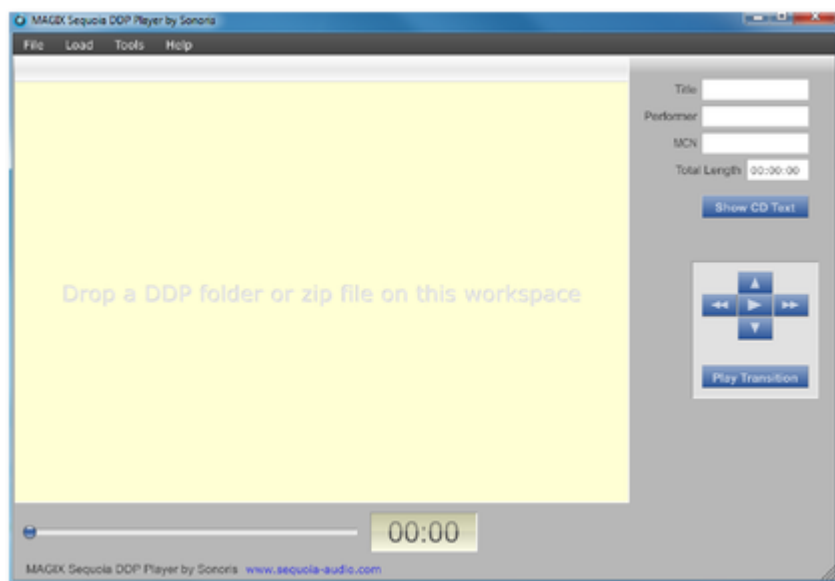 MAGIX Sequoia DDP Player by Sonoris
File Load Tools Help
Title
Performer
MCN
Total Length 00:00:00
Show CD Text
Drop a DDP folder or zip file on this workspace
Play Transition
00:00
MAGIX Sequoia DDP Player by Sonoris www.sequoia-audio.com